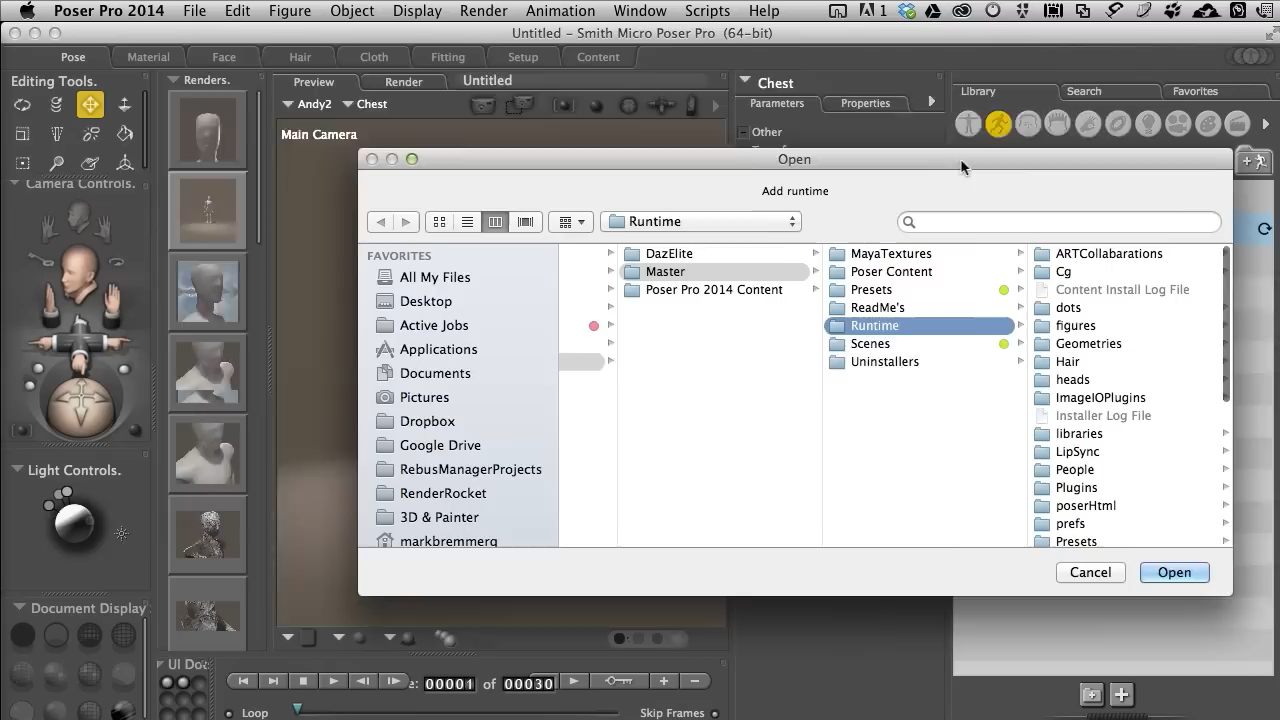 Poser Pro 2014 File Edit Figure Object Display Render Animation Window Scripts Help A 1
Untitled - Smith Micro Poser Pro (64-bit)
Pose Material Face Hair Cloth Fitting Setup Content
Editing Tools.
Renders.
Preview Render Untitled
Andy2 Chest
Main Camera
Chest
Parameters Properties
Other
Library Search Favorites
Camera Controls.
Light Controls.
Document Display
UI Do
Open
Add runtime
Runtime
FAVORITES
All My Files
Desktop
Active Jobs
Applications
Documents
Pictures
Dropbox
Google Drive
RebusManagerProjects
RenderRocket
3D & Painter
markbremmerg
DazElite
Master
Poser Pro 2014 Content
MayaTextures
Poser Content
Presets
ReadMe's
Runtime
Scenes
Uninstallers
ARTCollabarations
Cg
Content Install Log File
dots
figures
Geometries
Hair
heads
ImageIOPlugins
Installer Log File
libraries
LipSync
People
Plugins
poserHtml
prefs
Presets
Cancel Open
00001 of 00030
Loop Skip Frames